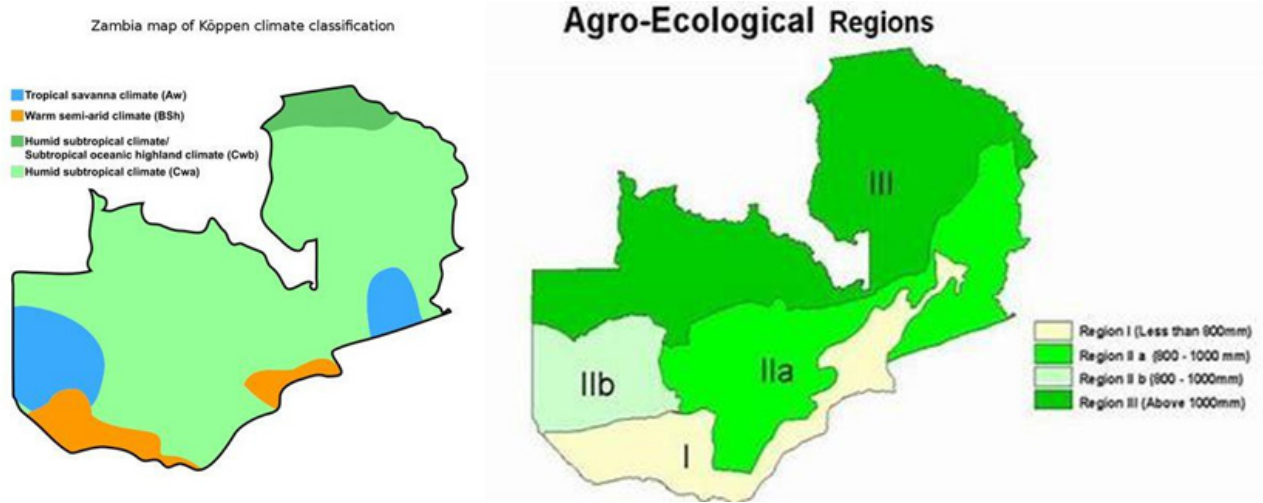 Zambia map of Köppen climate classification
Tropical savanna climate (Aw)
Warm semi-arid climate (BSh)
Humid subtropical climate/
Subtropical oceanic highland climate (Cwb)
Humid subtropical climate (Cwa)
Agro-Ecological Regions
III
IIa
IIb
I
Region I (Less than 800mm)
Region II a (800 - 1000 mm)
Region II b (800 - 1000mm)
Region III (Above 1000mm)